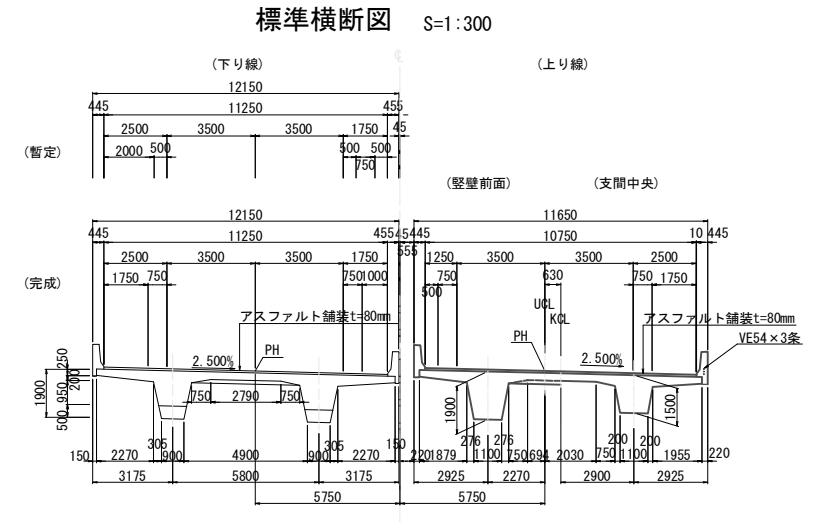 標準横断図 S=1:300
(下り線) ℄ (上り線)
12150
445 11250 455
2500 3500 3500 1750 45
(暫定) 2000 500 500 500
750
(竪壁前面) (支間中央)
12150 11650
445 11250 455 45 445 10750 10 445
555
2500 3500 3500 1750 1250 3500 3500 2500
(完成) 1750 750 750 1000 750 630 750 1750
500
UCL
アスファルト舗装t=80mm KCL アスファルト舗装t=80mm
PH PH VE54×3条
2.500% 2.500%
250
200
1900 950
500
750 2790 750
1900 1500
305 305 150 276 276 200 200
150 2270 900 4900 900 2270 220 1879 1100 750 694 2030 750 1100 1955 220
3175 5800 3175 2925 2270 2900 2925
5750 5750